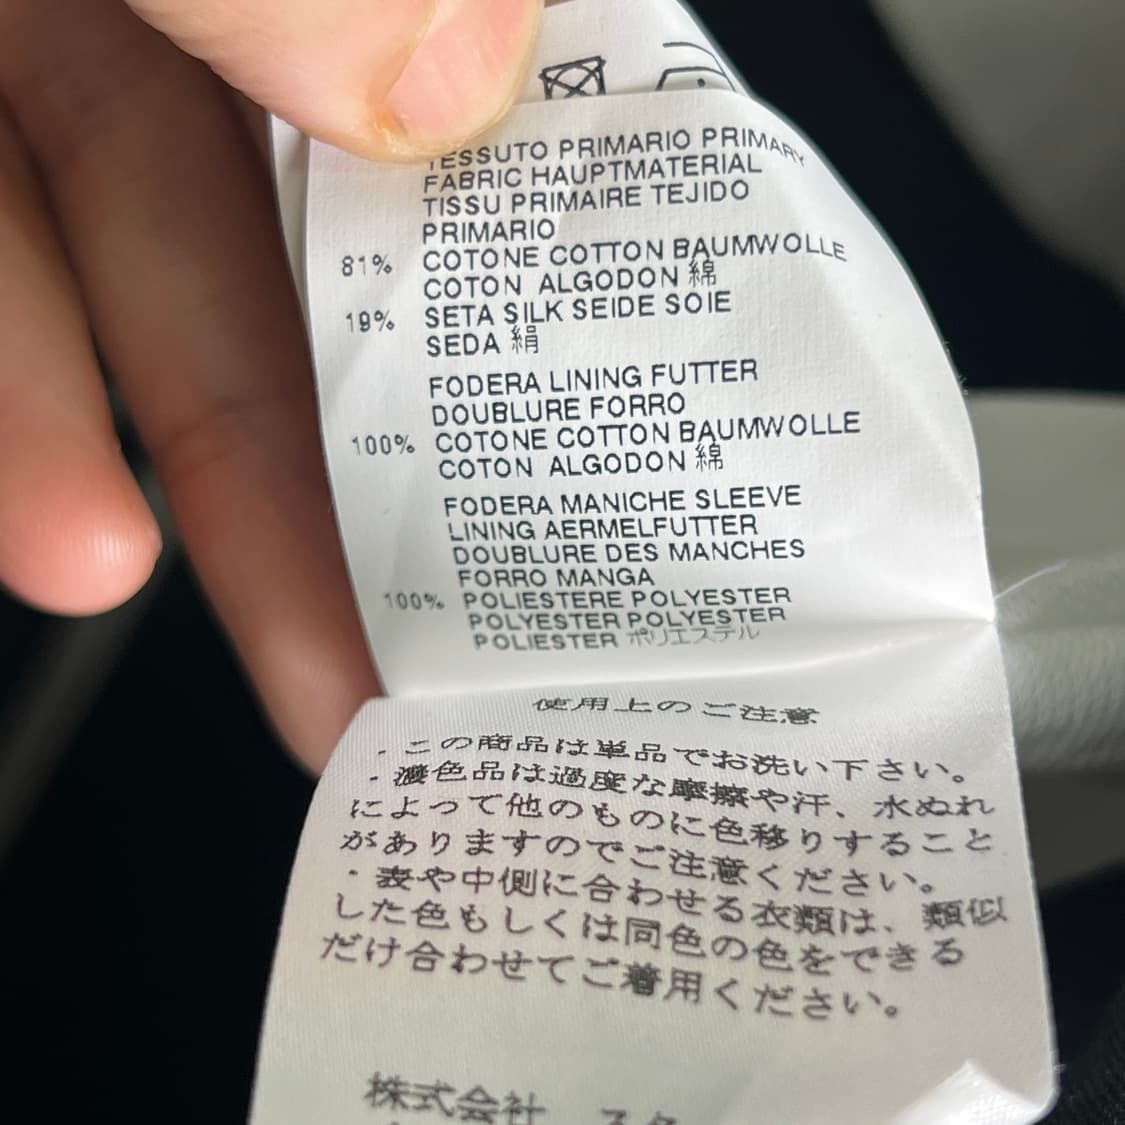 TESSUTO PRIMARIO PRIMARY
FABRIC HAUPTMATERIAL
TISSU PRIMAIRE TEJIDO
PRIMARIO
81% COTONE COTTON BAUMWOLLE
COTON ALGODON 綿
19% SETA SILK SEIDE SOIE
SEDA 絹
FODERA LINING FUTTER
DOUBLURE FORRO
100% COTONE COTTON BAUMWOLLE
COTON ALGODON 綿
FODERA MANICHE SLEEVE
LINING AERMELFUTTER
DOUBLURE DES MANCHES
FORRO MANGA
100% POLIESTERE POLYESTER
POLYESTER POLYESTER
POLIESTER ポリエステル
使用上のご注意
・この商品は単品でお洗い下さい。
・濃色品は過度な摩擦や汗、水ぬれ
によって他のものに色移りすること
がありますのでご注意ください。
・表や中側に合わせる衣類は、類似
した色もしくは同色の色をできる
だけ合わせてご着用ください。
株式会社